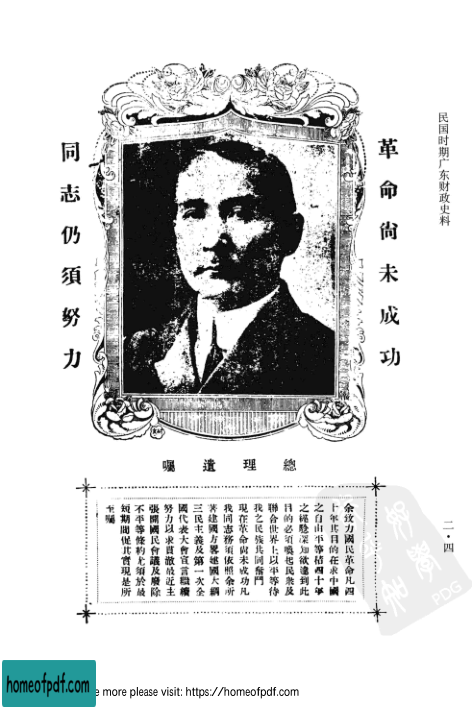 民国时期广东财政史料
革命尚未成功
同志仍須努力
總理遺囑
余致力國民革命凡四
十年其目的在求中國
之自由平等積四十年
之經驗深知欲達到此
目的必須喚起民衆及
聯合世界上以平等待
我之民族共同奮鬥
現在革命尚未成功凡
我同志務須依照余所
著建國方畧建國大綱
三民主義及第一次全
國代表大會宣言繼續
努力以求貫徹最近主
張開國民會議及廢除
不平等條約尤須於最
短期間促其實現是所
至囑
二·四
PDG
homeofpdf.com
e more please visit: https://homeofpdf.com